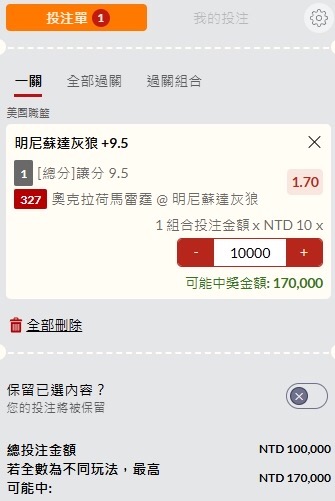 投注單 1 我的投注
一關 全部過關 過關組合
美國職籃
明尼蘇達灰狼 +9.5
1 [總分]讓分 9.5
1.70
327 奧克拉荷馬雷霆 @ 明尼蘇達灰狼
1 組合投注金額 x NTD 10 x
- 10000 +
可能中獎金額: 170,000
全部刪除
保留已選內容？
您的投注將被保留
總投注金額 NTD 100,000
若全數為不同玩法，最高
可能中: NTD 170,000